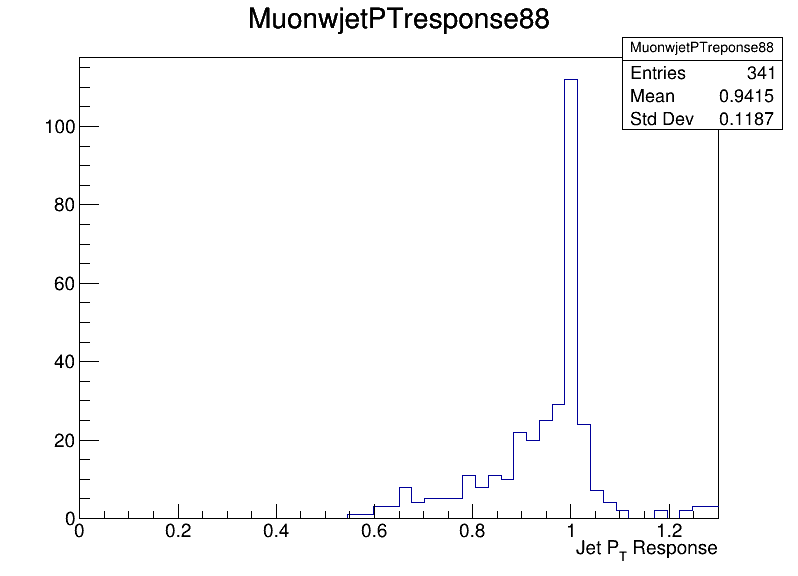 MuonwjetPTresponse88
MuonwjetPTreponse88
Entries 341
Mean 0.9415
Std Dev 0.1187
100
80
60
40
20
0
0 0.2 0.4 0.6 0.8 1 1.2
Jet P_T Response